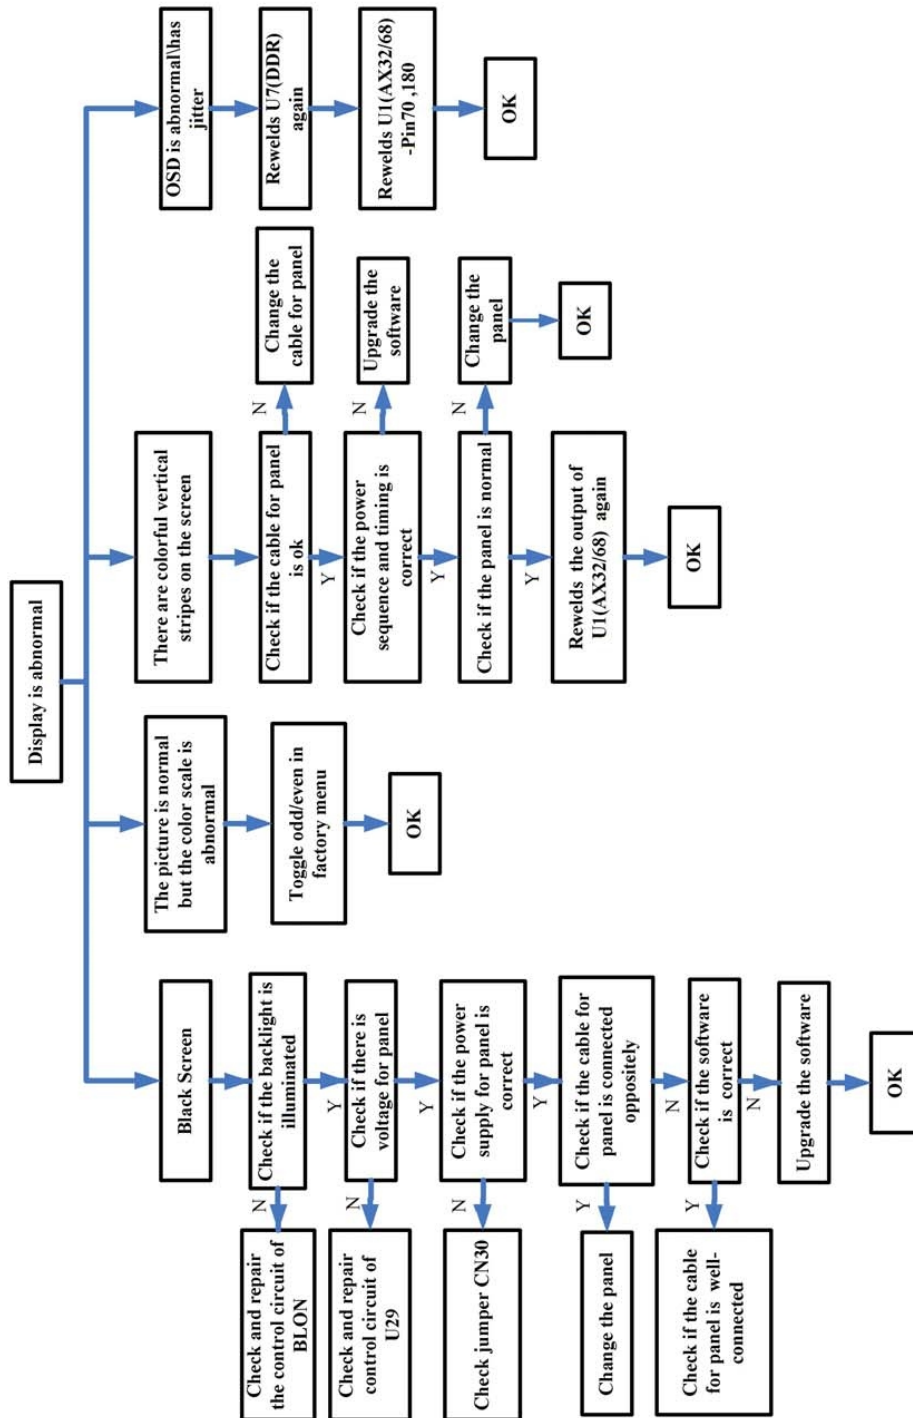 Display is abnormal
Black Screen
Check if the backlight is
illuminated
N
Check and repair
the control circuit of
BLON
Y
Check if there is
voltage for panel
N
Check and repair
control circuit of
U29
Y
Check if the power
supply for panel is
correct
N
Check jumper CN30
Y
Check if the cable for
panel is connected
oppositely
Y
Change the panel
N
Check if the software
is correct
Y
Check if the cable
for panel is well-
connected
N
Upgrade the software
OK
The picture is normal
but the color scale is
abnormal
Toggle odd/even in
factory menu
OK
There are colorful vertical
stripes on the screen
Check if the cable for panel
is ok
N
Change the
cable for panel
Y
Check if the power
sequence and timing is
correct
N
Upgrade the
software
Y
Check if the panel is normal
N
Change the
panel
OK
Y
Rewelds the output of
U1(AX32/68) again
OK
OSD is abnormal\has
jitter
Rewelds U7(DDR)
again
Rewelds U1(AX32/68)
-Pin70 ,180
OK